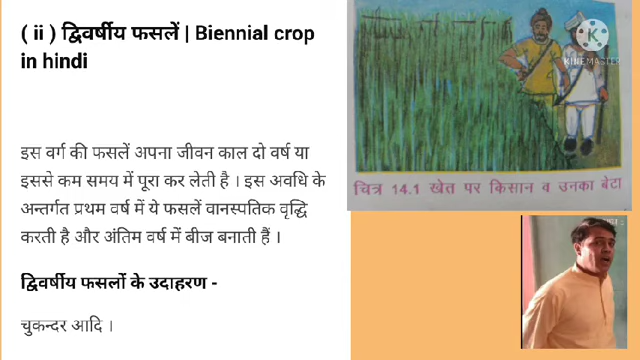 ( ii ) द्विवर्षीय फसलें | Biennial crop
in hindi
इस वर्ग की फसलें अपना जीवन काल दो वर्ष या
इससे कम समय में पूरा कर लेती है । इस अवधि के
अन्तर्गत प्रथम वर्ष में ये फसलें वानस्पतिक वृद्धि
करती है और अंतिम वर्ष में बीज बनाती हैं ।
द्विवर्षीय फसलों के उदाहरण -
चुकन्दर आदि ।
KINEMASTER
चित्र 14.1 खेत पर किसान व उनका बेटा